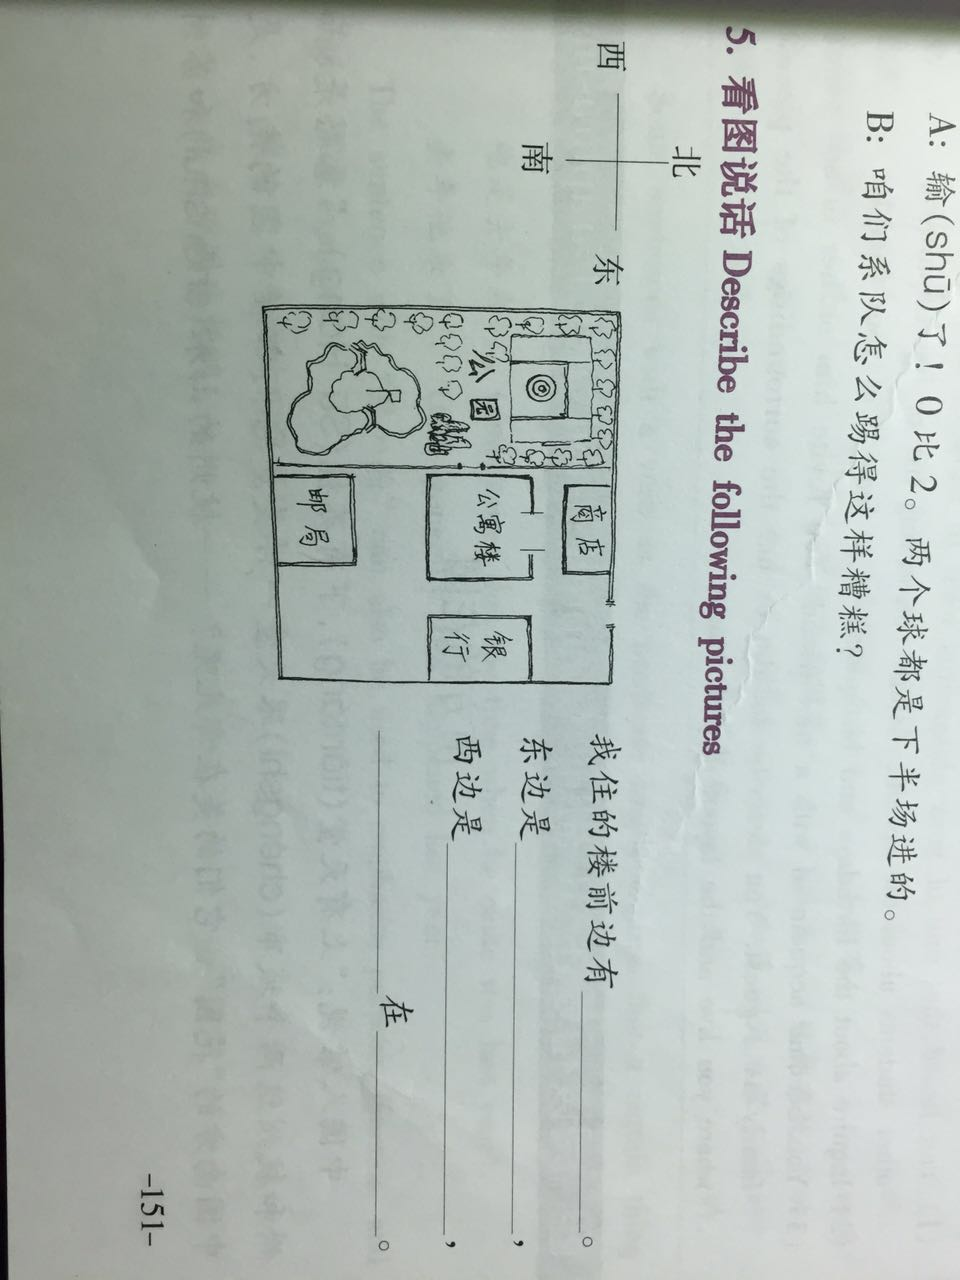 A: 输(shū)了！0比2。两个球都是下半场进的。
B: 咱们系队怎么踢得这样糟糕？
5. 看图说话 Describe the following pictures
北
西
东
南
商店
公园
公寓楼
银行
邮局
我住的楼前边有________。
东边是________，
西边是________，
________在________。
-151-